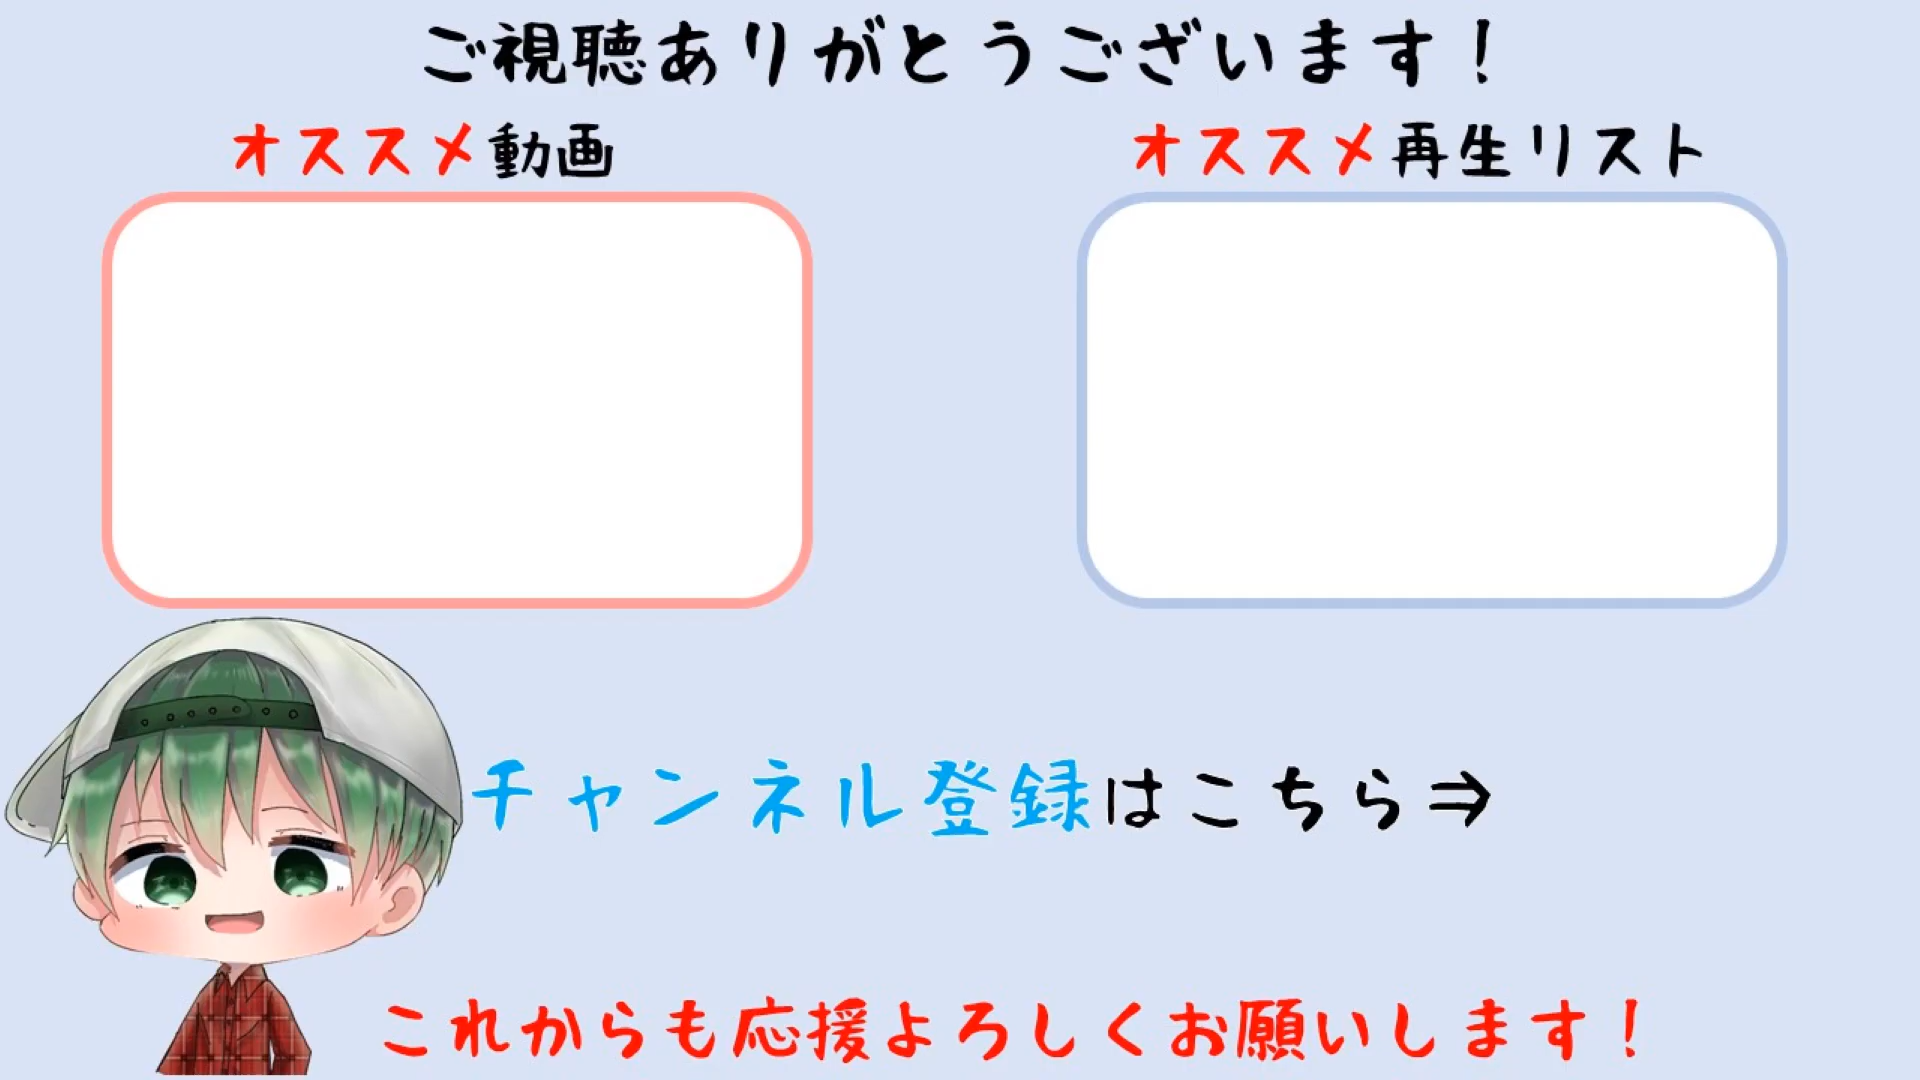 ご視聴ありがとうございます！
オススメ動画
オススメ再生リスト
チャンネル登録はこちら⇒
これからも応援よろしくお願いします！